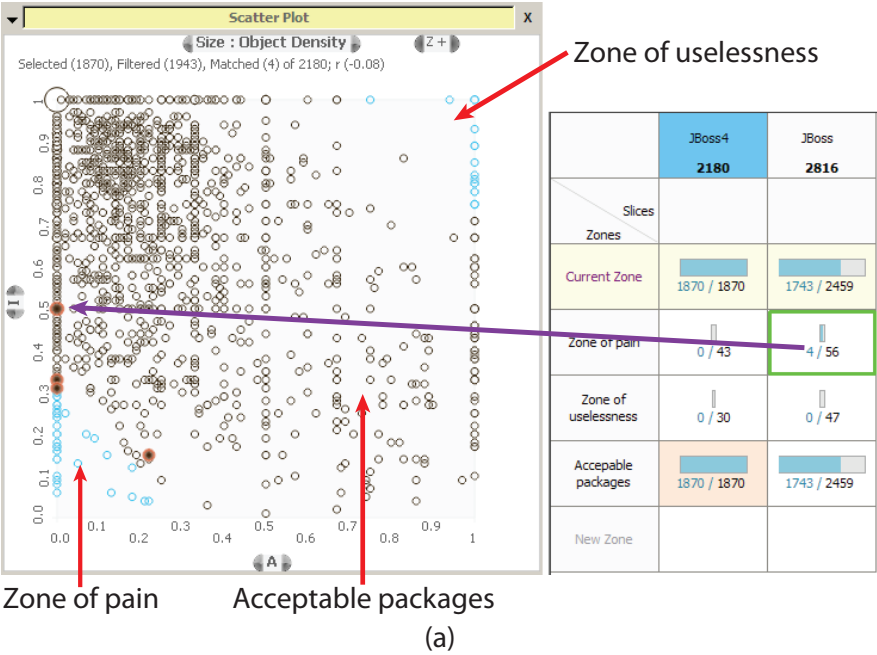 Scatter Plot
X
Size : Object Density
Z +
Selected (1870), Filtered (1943), Matched (4) of 2180; r (-0.08)
Zone of uselessness
1
0.9
0.8
0.7
0.6
0.5
0.4
0.3
0.2
0.1
0.0
I
0.0
0.1
0.2
0.3
0.4
0.5
0.6
0.7
0.8
0.9
1
A
JBoss4
2180
JBoss
2816
Slices
Zones
Current Zone
1870 / 1870
1743 / 2459
Zone of pain
0 / 43
4 / 56
Zone of
uselessness
0 / 30
0 / 47
Accepable
packages
1870 / 1870
1743 / 2459
New Zone
Zone of pain
Acceptable packages
(a)